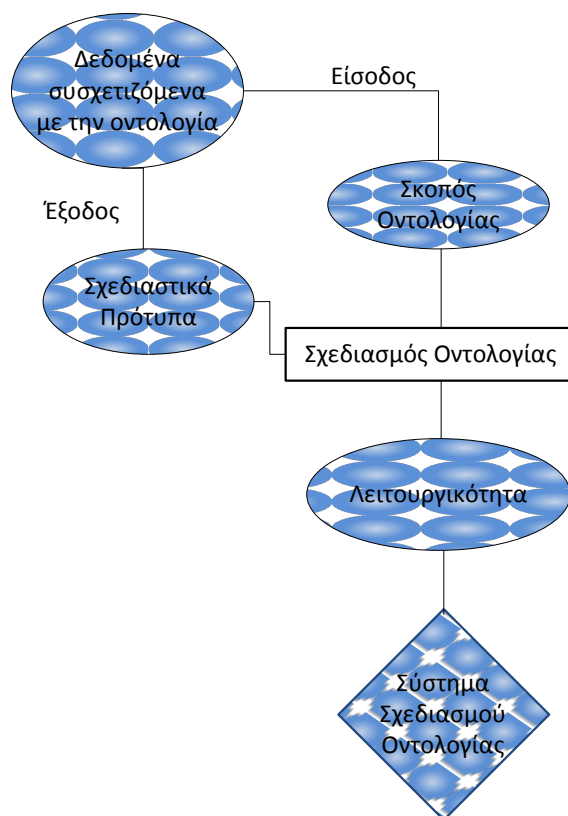 Δεδομένα
συσχετιζόμενα
με την οντολογία
Είσοδος
Σκοπός
Οντολογίας
Έξοδος
Σχεδιαστικά
Πρότυπα
Σχεδιασμός Οντολογίας
Λειτουργικότητα
Σύστημα
Σχεδιασμού
Οντολογίας